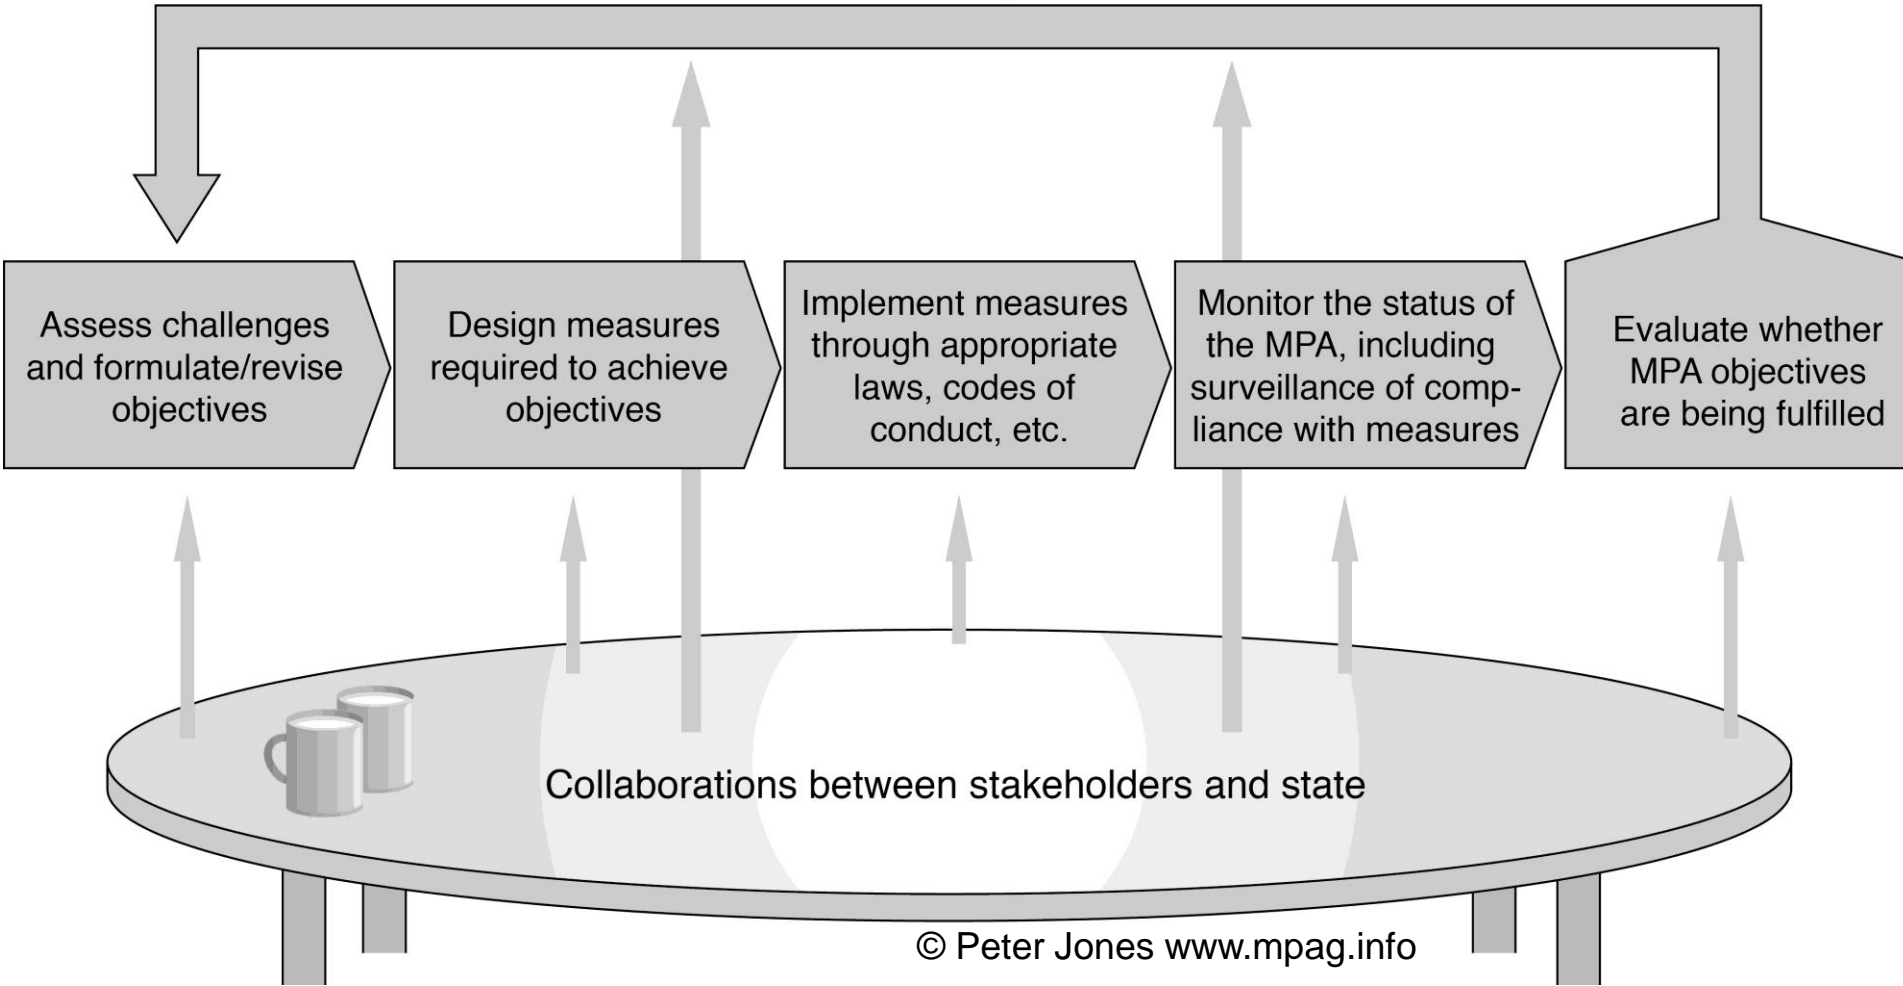 Assess challenges
and formulate/revise
objectives
Design measures
required to achieve
objectives
Implement measures
through appropriate
laws, codes of
conduct, etc.
Monitor the status of
the MPA, including
surveillance of comp-
liance with measures
Evaluate whether
MPA objectives
are being fulfilled
Collaborations between stakeholders and state
© Peter Jones www.mpag.info